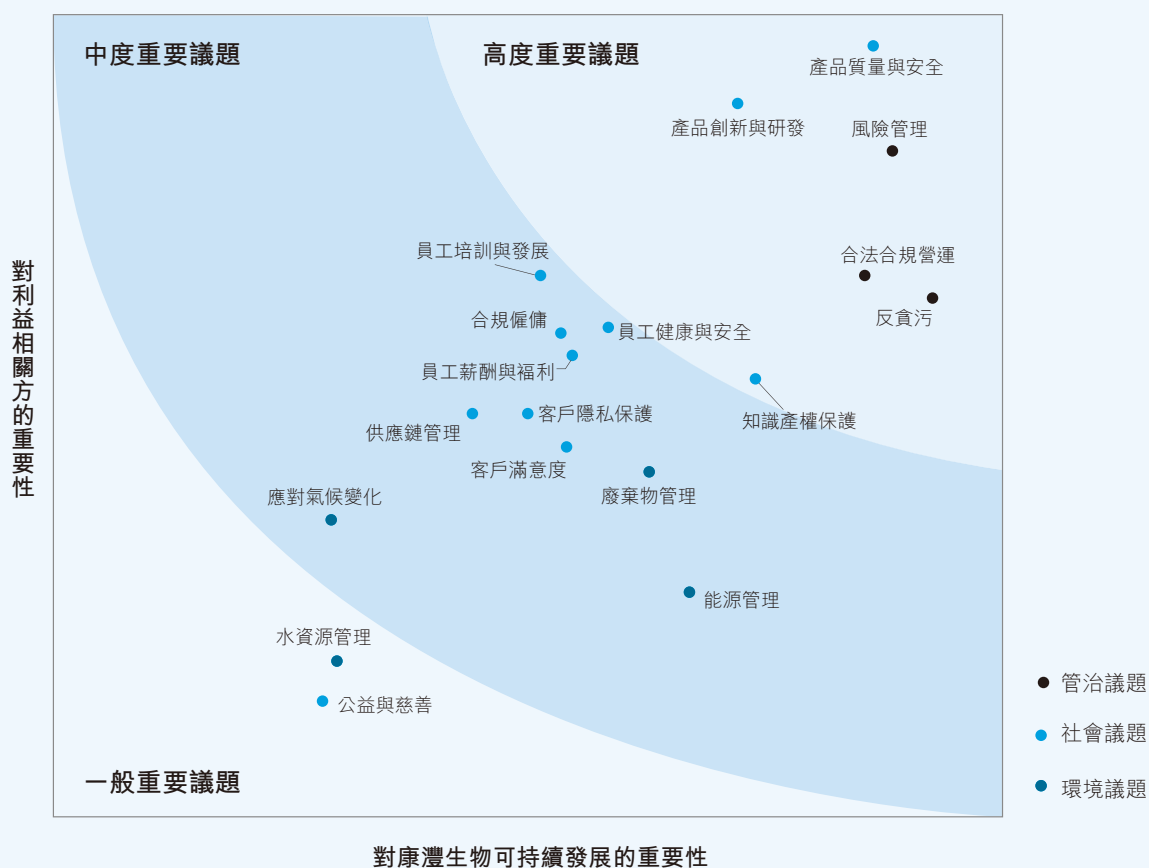 中度重要議題
高度重要議題
產品質量與安全
產品創新與研發
風險管理
員工培訓與發展
合法合規營運
反貪污
合規僱傭
員工健康與安全
員工薪酬與福利
知識產權保護
供應鏈管理
客戶隱私保護
客戶滿意度
廢棄物管理
應對氣候變化
能源管理
水資源管理
公益與慈善
一般重要議題
對利益相關方的重要性
對康灃生物可持續發展的重要性
管治議題
社會議題
環境議題